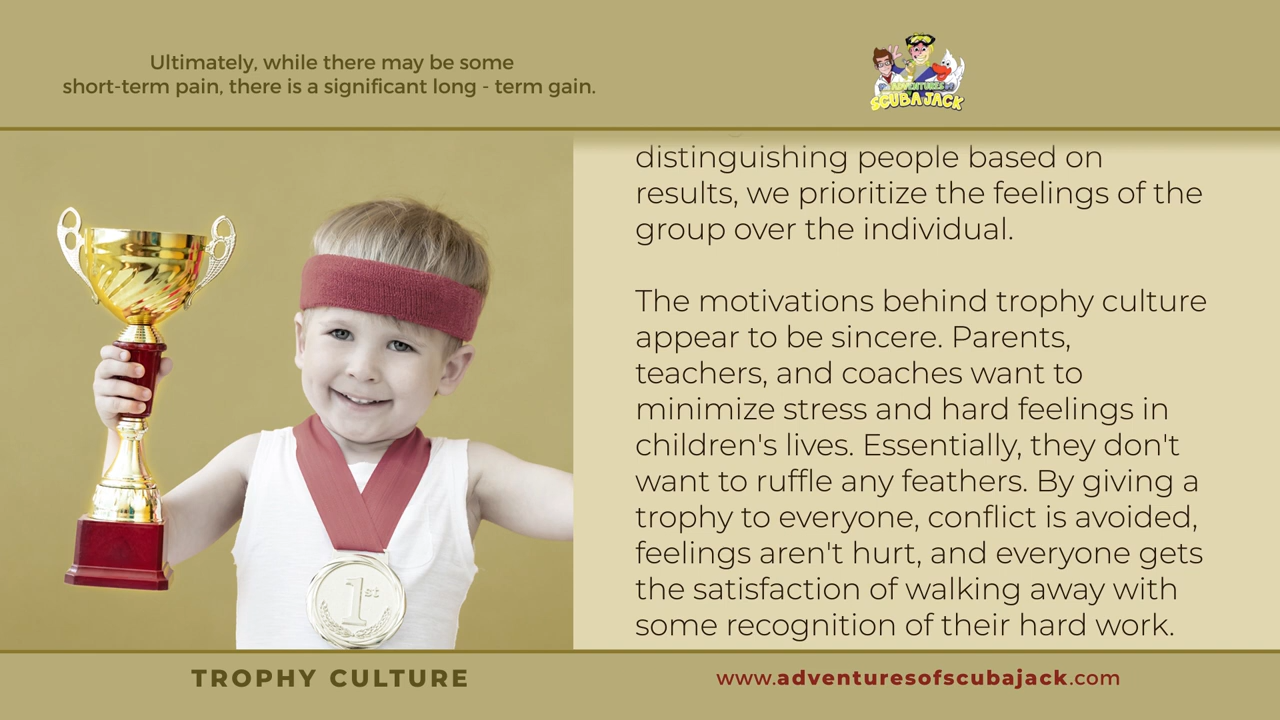 Ultimately, while there may be some
short-term pain, there is a significant long - term gain.
ADVENTURES OF
SCUBA JACK
distinguishing people based on
results, we prioritize the feelings of the
group over the individual.
The motivations behind trophy culture
appear to be sincere. Parents,
teachers, and coaches want to
minimize stress and hard feelings in
children's lives. Essentially, they don't
want to ruffle any feathers. By giving a
trophy to everyone, conflict is avoided,
feelings aren't hurt, and everyone gets
the satisfaction of walking away with
some recognition of their hard work.
1st
TROPHY CULTURE
www.adventuresofscubajack.com